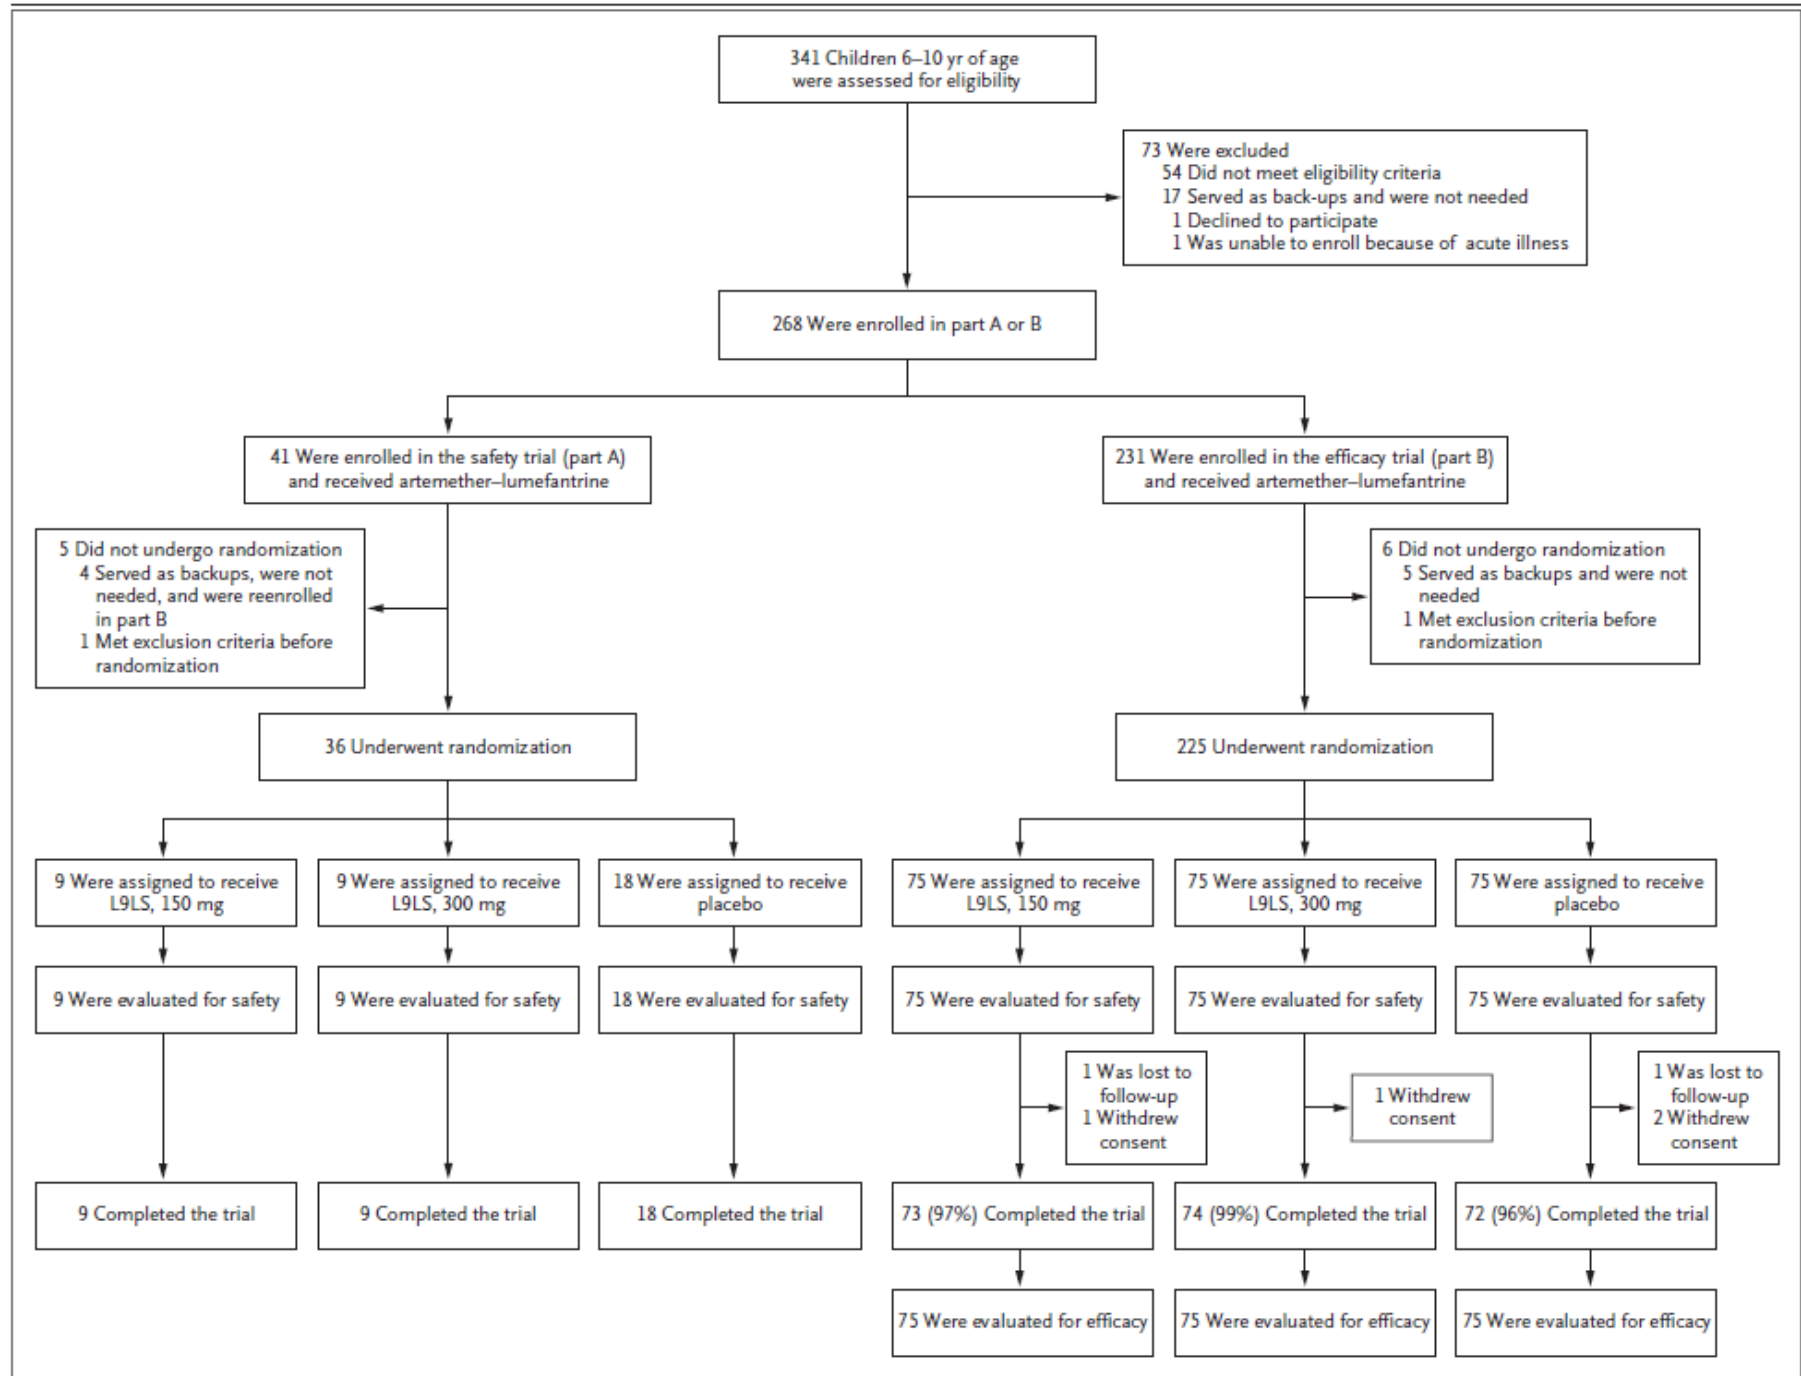 341 Children 6–10 yr of age
were assessed for eligibility
73 Were excluded
54 Did not meet eligibility criteria
17 Served as back-ups and were not needed
1 Declined to participate
1 Was unable to enroll because of acute illness
268 Were enrolled in part A or B
41 Were enrolled in the safety trial (part A)
and received artemether–lumefantrine
231 Were enrolled in the efficacy trial (part B)
and received artemether–lumefantrine
5 Did not undergo randomization
4 Served as backups, were not
needed, and were reenrolled
in part B
1 Met exclusion criteria before
randomization
6 Did not undergo randomization
5 Served as backups and were not
needed
1 Met exclusion criteria before
randomization
36 Underwent randomization
225 Underwent randomization
9 Were assigned to receive
L9LS, 150 mg
9 Were assigned to receive
L9LS, 300 mg
18 Were assigned to receive
placebo
75 Were assigned to receive
L9LS, 150 mg
75 Were assigned to receive
L9LS, 300 mg
75 Were assigned to receive
placebo
9 Were evaluated for safety
9 Were evaluated for safety
18 Were evaluated for safety
75 Were evaluated for safety
75 Were evaluated for safety
75 Were evaluated for safety
1 Was lost to
follow-up
1 Withdrew
consent
1 Withdrew
consent
1 Was lost to
follow-up
2 Withdrew
consent
9 Completed the trial
9 Completed the trial
18 Completed the trial
73 (97%) Completed the trial
74 (99%) Completed the trial
72 (96%) Completed the trial
75 Were evaluated for efficacy
75 Were evaluated for efficacy
75 Were evaluated for efficacy